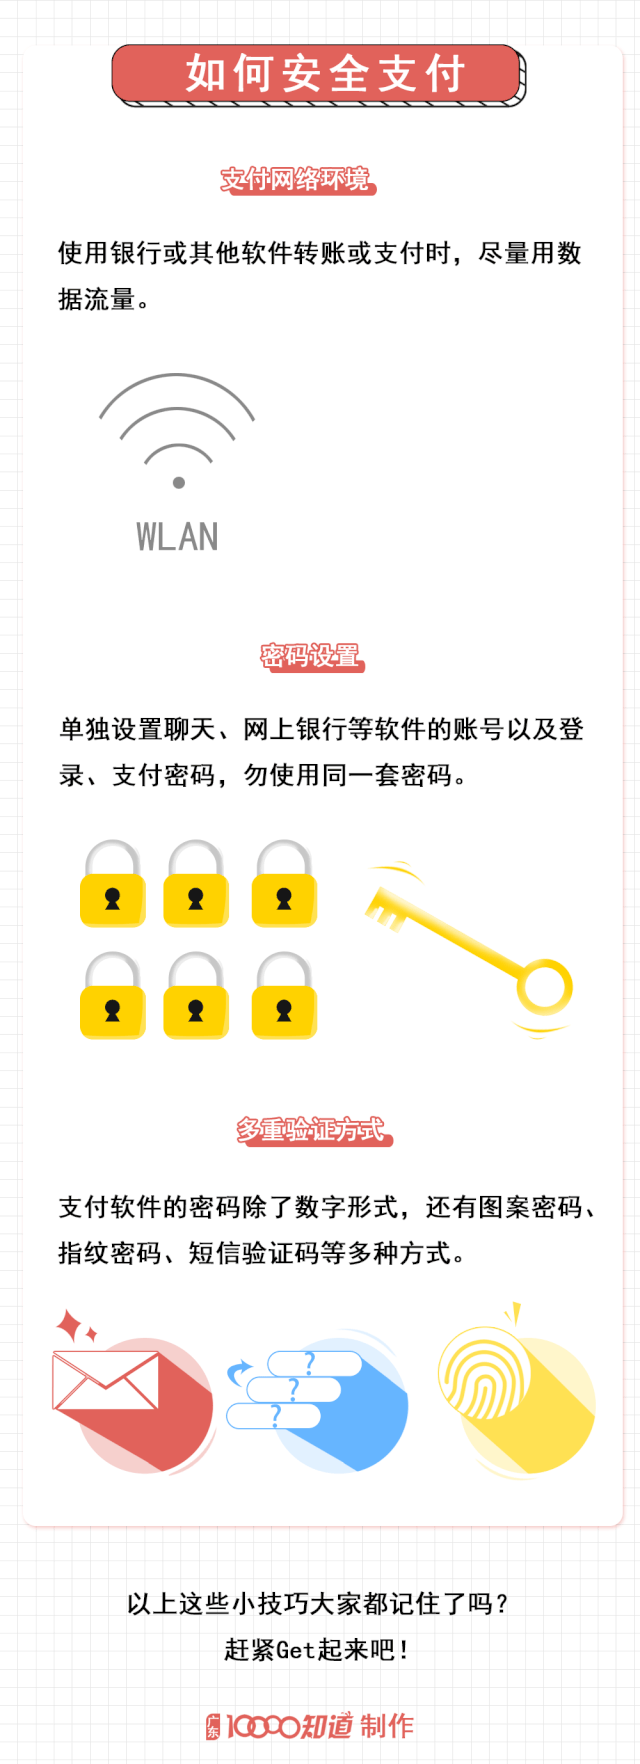 如何安全支付
支付网络环境
使用银行或其他软件转账或支付时，尽量用数
据流量。
WLAN
密码设置
单独设置聊天、网上银行等软件的账号以及登
录、支付密码，勿使用同一套密码。
多重验证方式
支付软件的密码除了数字形式，还有图案密码、
指纹密码、短信验证码等多种方式。
?
?
?
以上这些小技巧大家都记住了吗？
赶紧Get起来吧！
广东 10000知道 制作